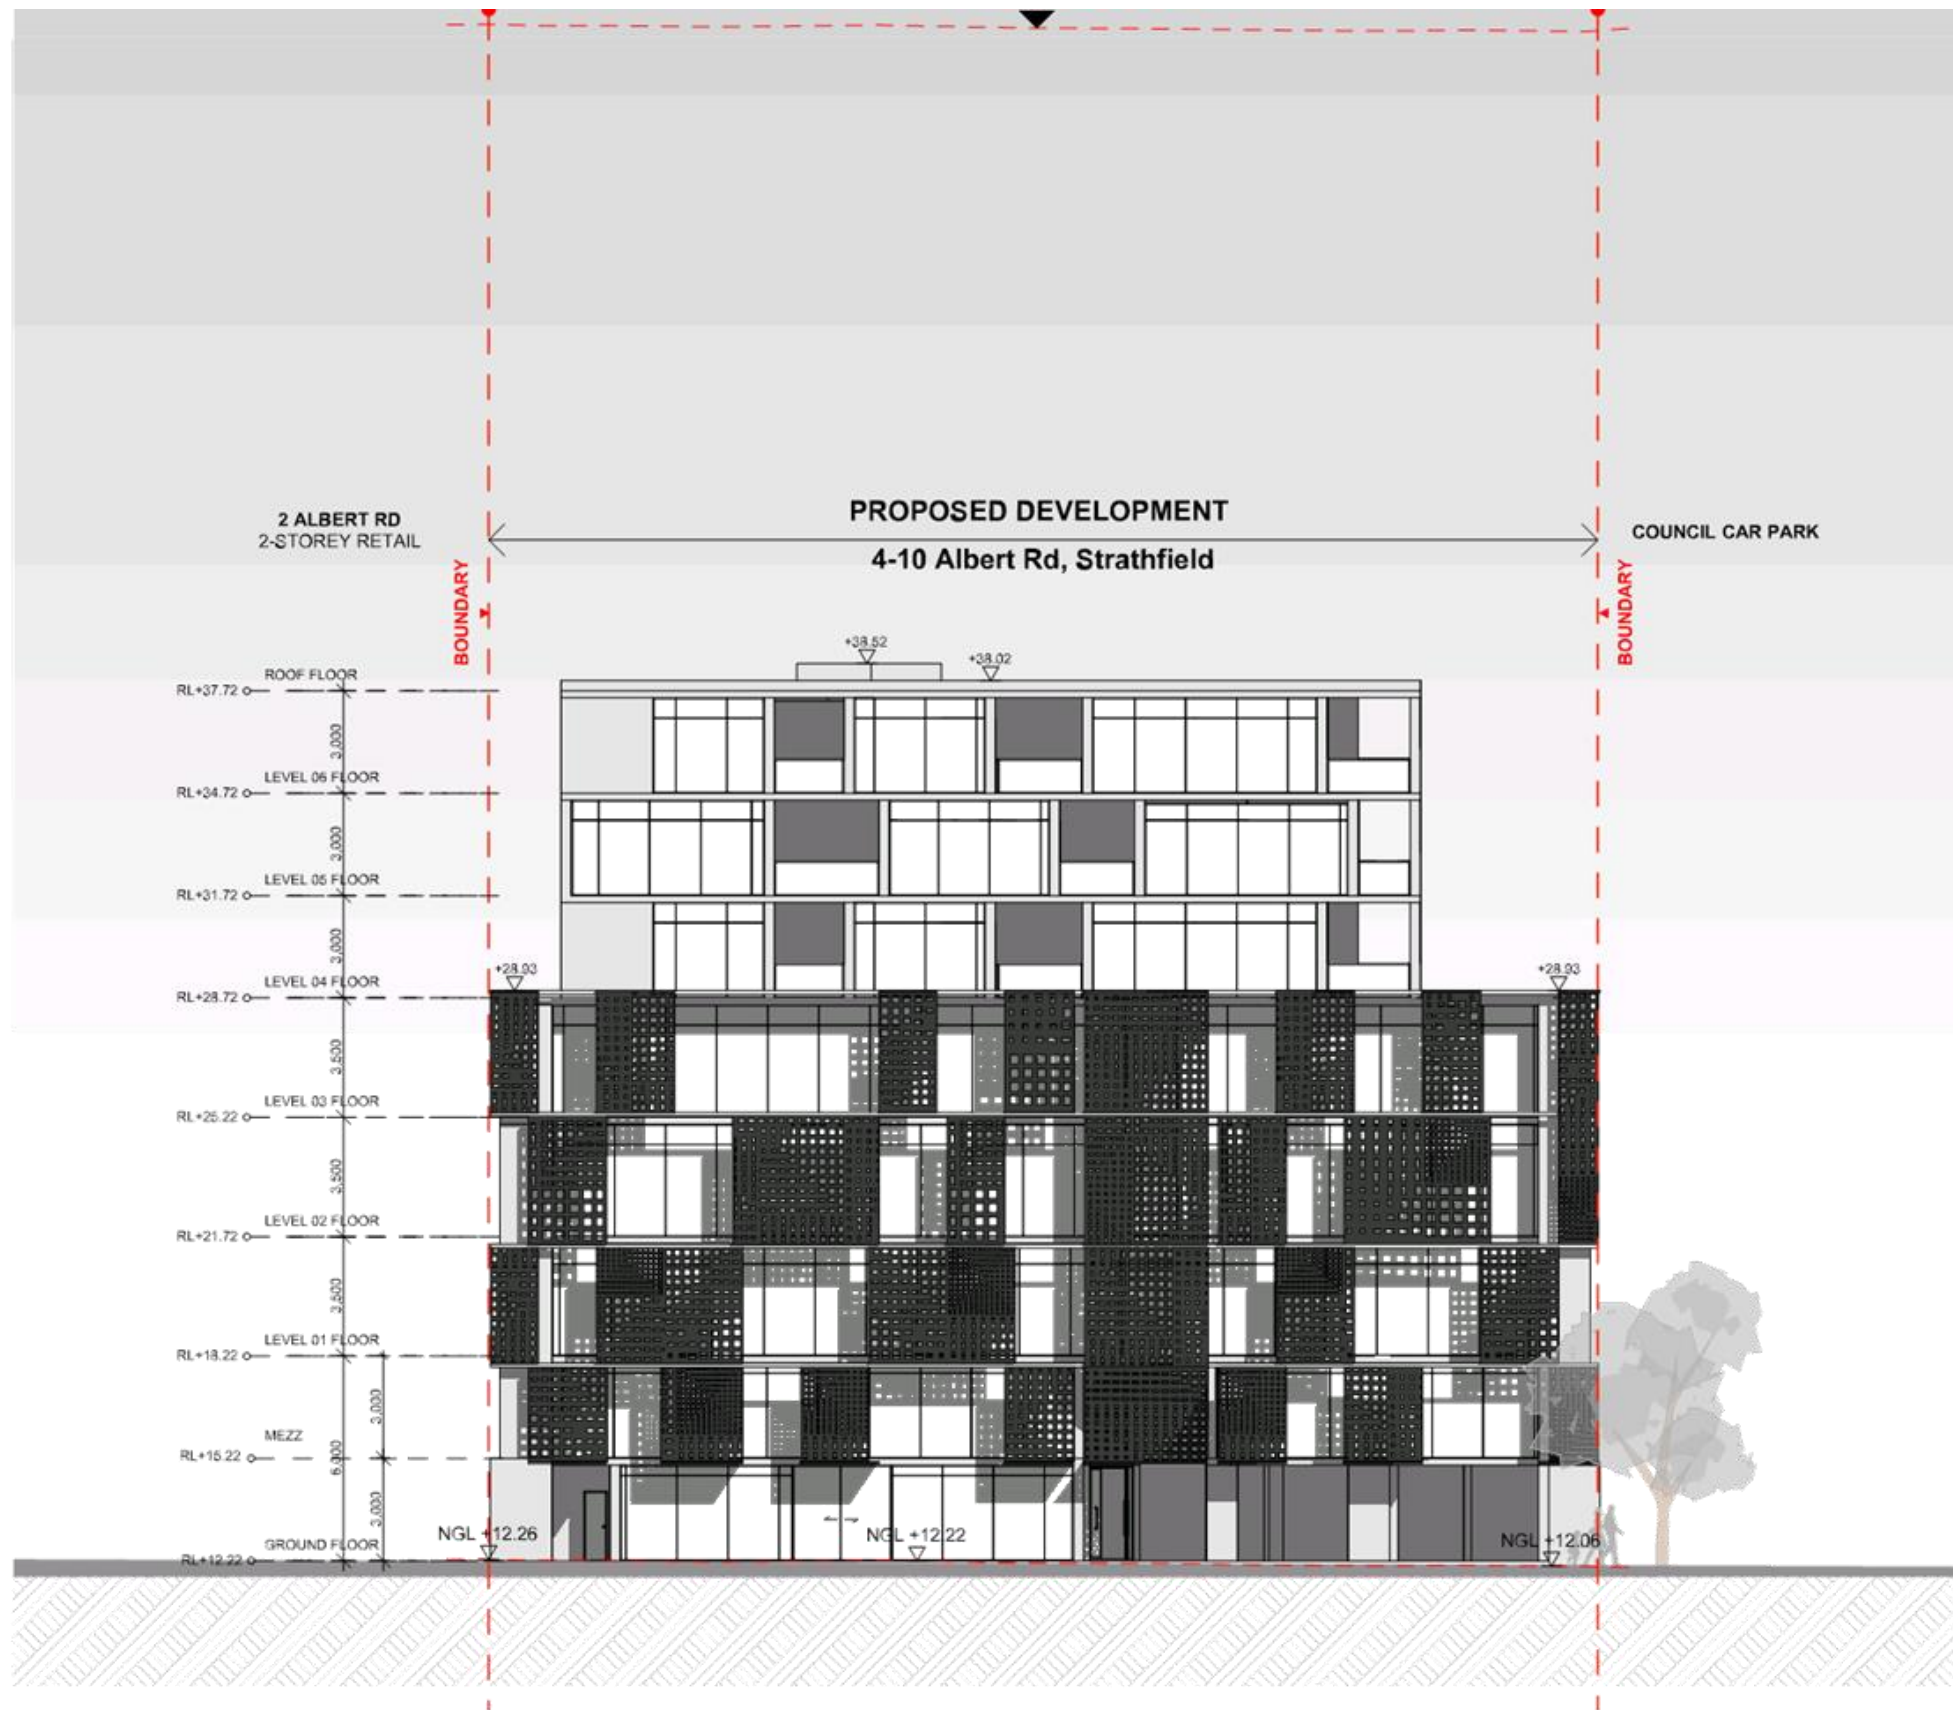 PROPOSED DEVELOPMENT
4-10 Albert Rd, Strathfield
2 ALBERT RD
2-STOREY RETAIL
COUNCIL CAR PARK
BOUNDARY
BOUNDARY
+38.52
+38.02
ROOF FLOOR
RL+37.72
3,000
LEVEL 06 FLOOR
RL+34.72
3,000
LEVEL 05 FLOOR
RL+31.72
3,000
+28.93
+28.93
LEVEL 04 FLOOR
RL+28.72
3,500
LEVEL 03 FLOOR
RL+25.22
3,500
LEVEL 02 FLOOR
RL+21.72
3,500
LEVEL 01 FLOOR
RL+18.22
3,000
MEZZ
RL+15.22
6,000
3,000
NGL +12.26
NGL +12.22
NGL +12.06
GROUND FLOOR
RL+12.22